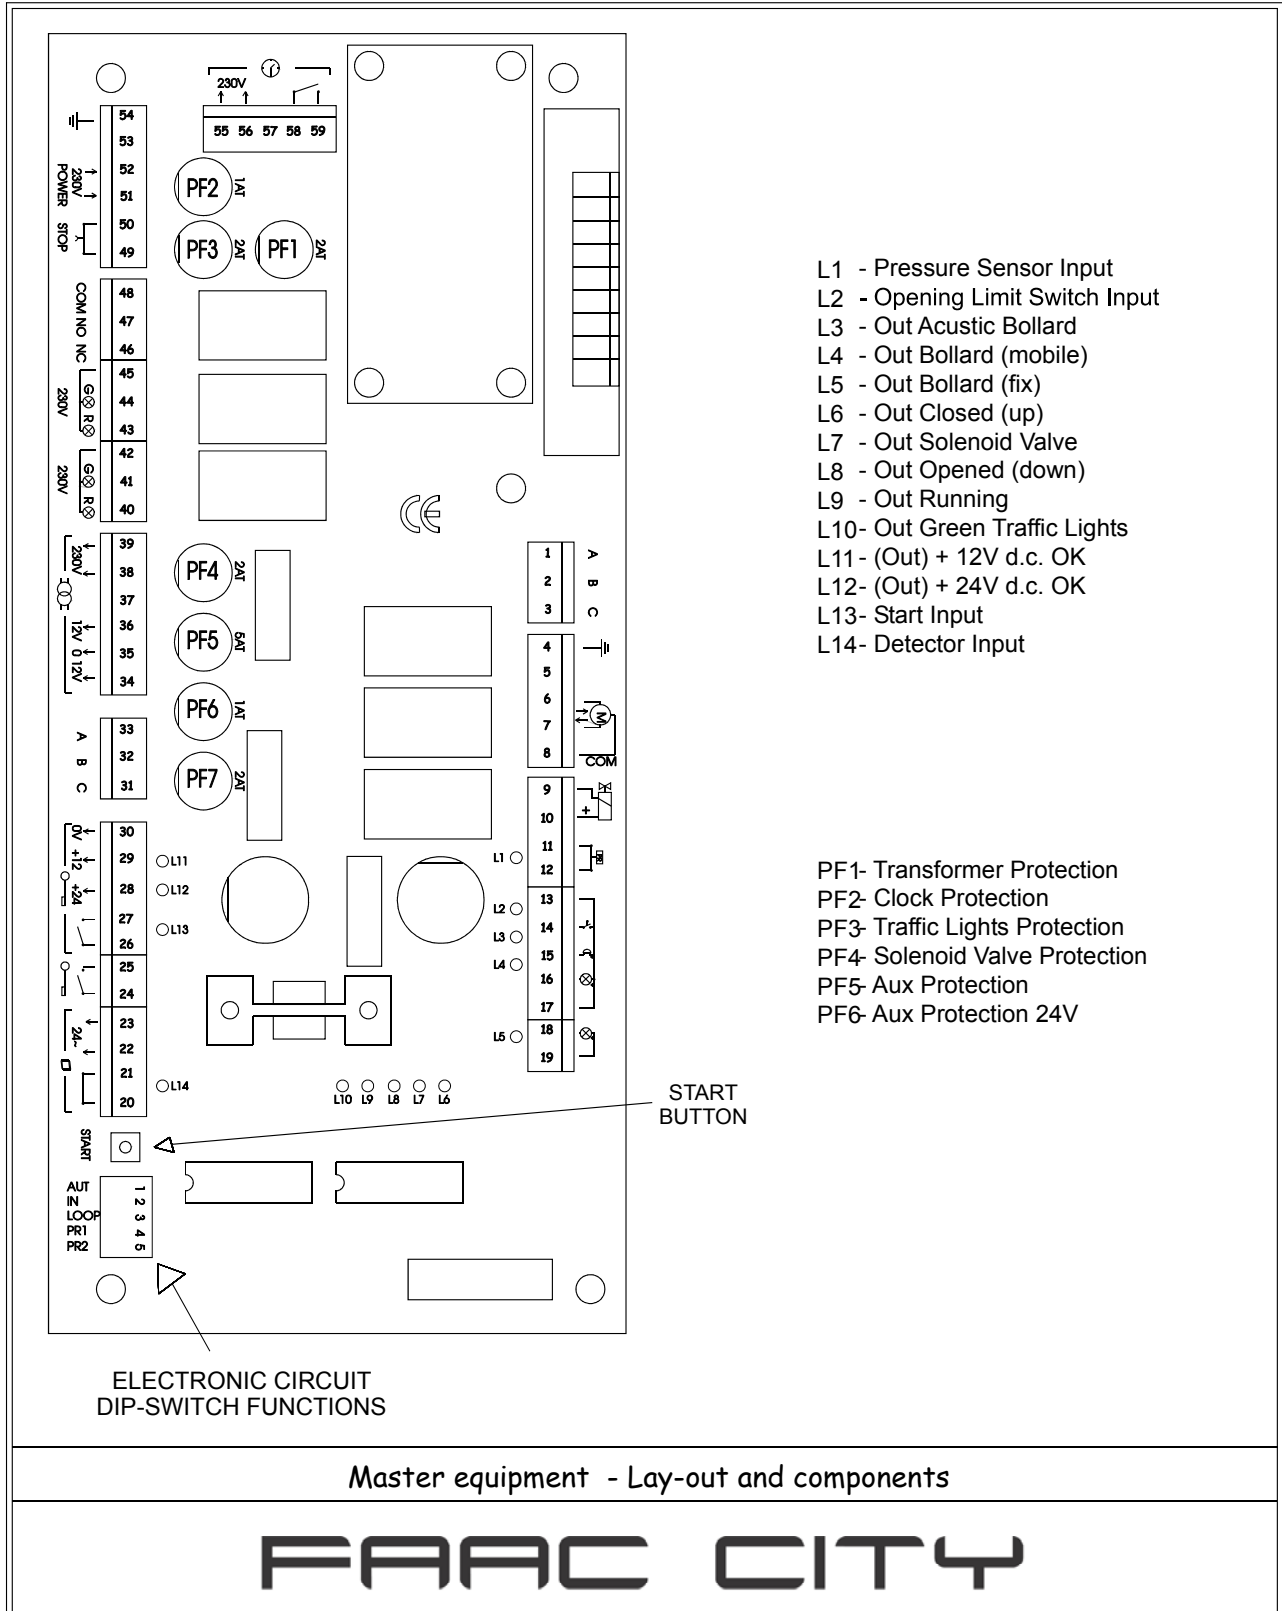 230V
55 56 57 58 59
54
53
52
51
50
49
230V
POWER
STOP
PF2
1AT
PF3
2AT
PF1
2AT
48
47
46
COM NO NC
45
44
43
230V
G
R
42
41
40
230V
G
R
39
38
37
36
35
34
230V
12V
0
12V
PF4
2AT
PF5
5AT
PF6
1AT
PF7
2AT
33
32
31
A
B
C
30
29
28
27
26
25
24
23
22
21
20
0V
+12
+24
24~
L11
L12
L13
L14
CE
1 A
2 B
3 C
4
5
6
7
8
M
COM
9
10
+
11
12
13
14
15
16
17
18
19
L1
L2
L3
L4
L5
L10 L9 L8 L7 L6
START
AUT 1
IN 2
LOOP 3
PR1 4
PR2 5
START
BUTTON
ELECTRONIC CIRCUIT
DIP-SWITCH FUNCTIONS
L1 - Pressure Sensor Input
L2 - Opening Limit Switch Input
L3 - Out Acustic Bollard
L4 - Out Bollard (mobile)
L5 - Out Bollard (fix)
L6 - Out Closed (up)
L7 - Out Solenoid Valve
L8 - Out Opened (down)
L9 - Out Running
L10- Out Green Traffic Lights
L11- (Out) + 12V d.c. OK
L12- (Out) + 24V d.c. OK
L13- Start Input
L14- Detector Input
PF1- Transformer Protection
PF2- Clock Protection
PF3- Traffic Lights Protection
PF4- Solenoid Valve Protection
PF5- Aux Protection
PF6- Aux Protection 24V
Master equipment - Lay-out and components
FAAC CITY